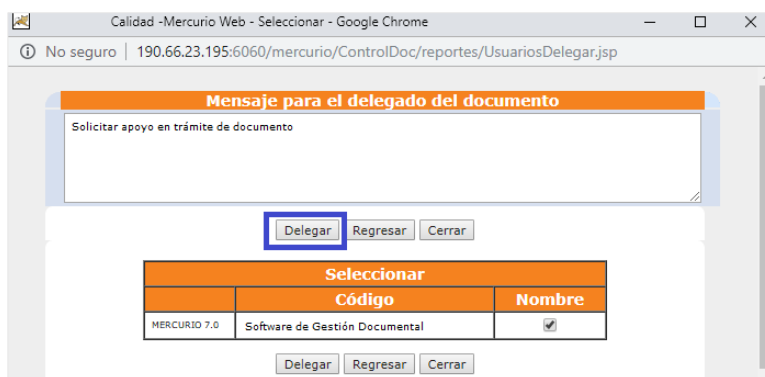 Calidad -Mercurio Web - Seleccionar - Google Chrome
No seguro | 190.66.23.195:6060/mercurio/ControlDoc/reportes/UsuariosDelegar.jsp
Mensaje para el delegado del documento
Solicitar apoyo en trámite de documento
Delegar Regresar Cerrar
Seleccionar
Código Nombre
MERCURIO 7.0 Software de Gestión Documental
Delegar Regresar Cerrar